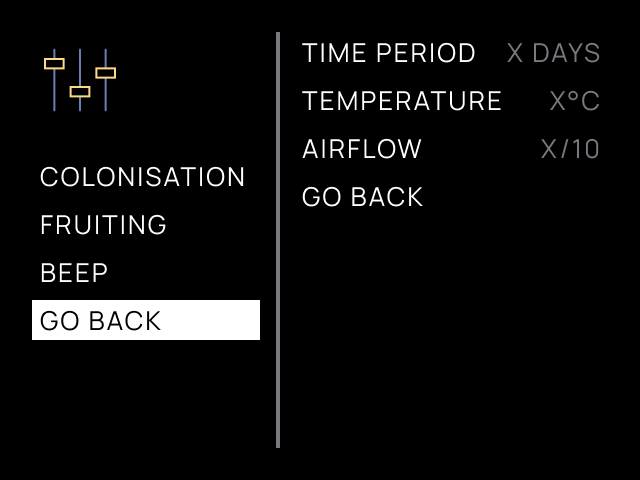 COLONISATION
FRUITING
BEEP
GO BACK
TIME PERIOD X DAYS
TEMPERATURE X°C
AIRFLOW X/10
GO BACK